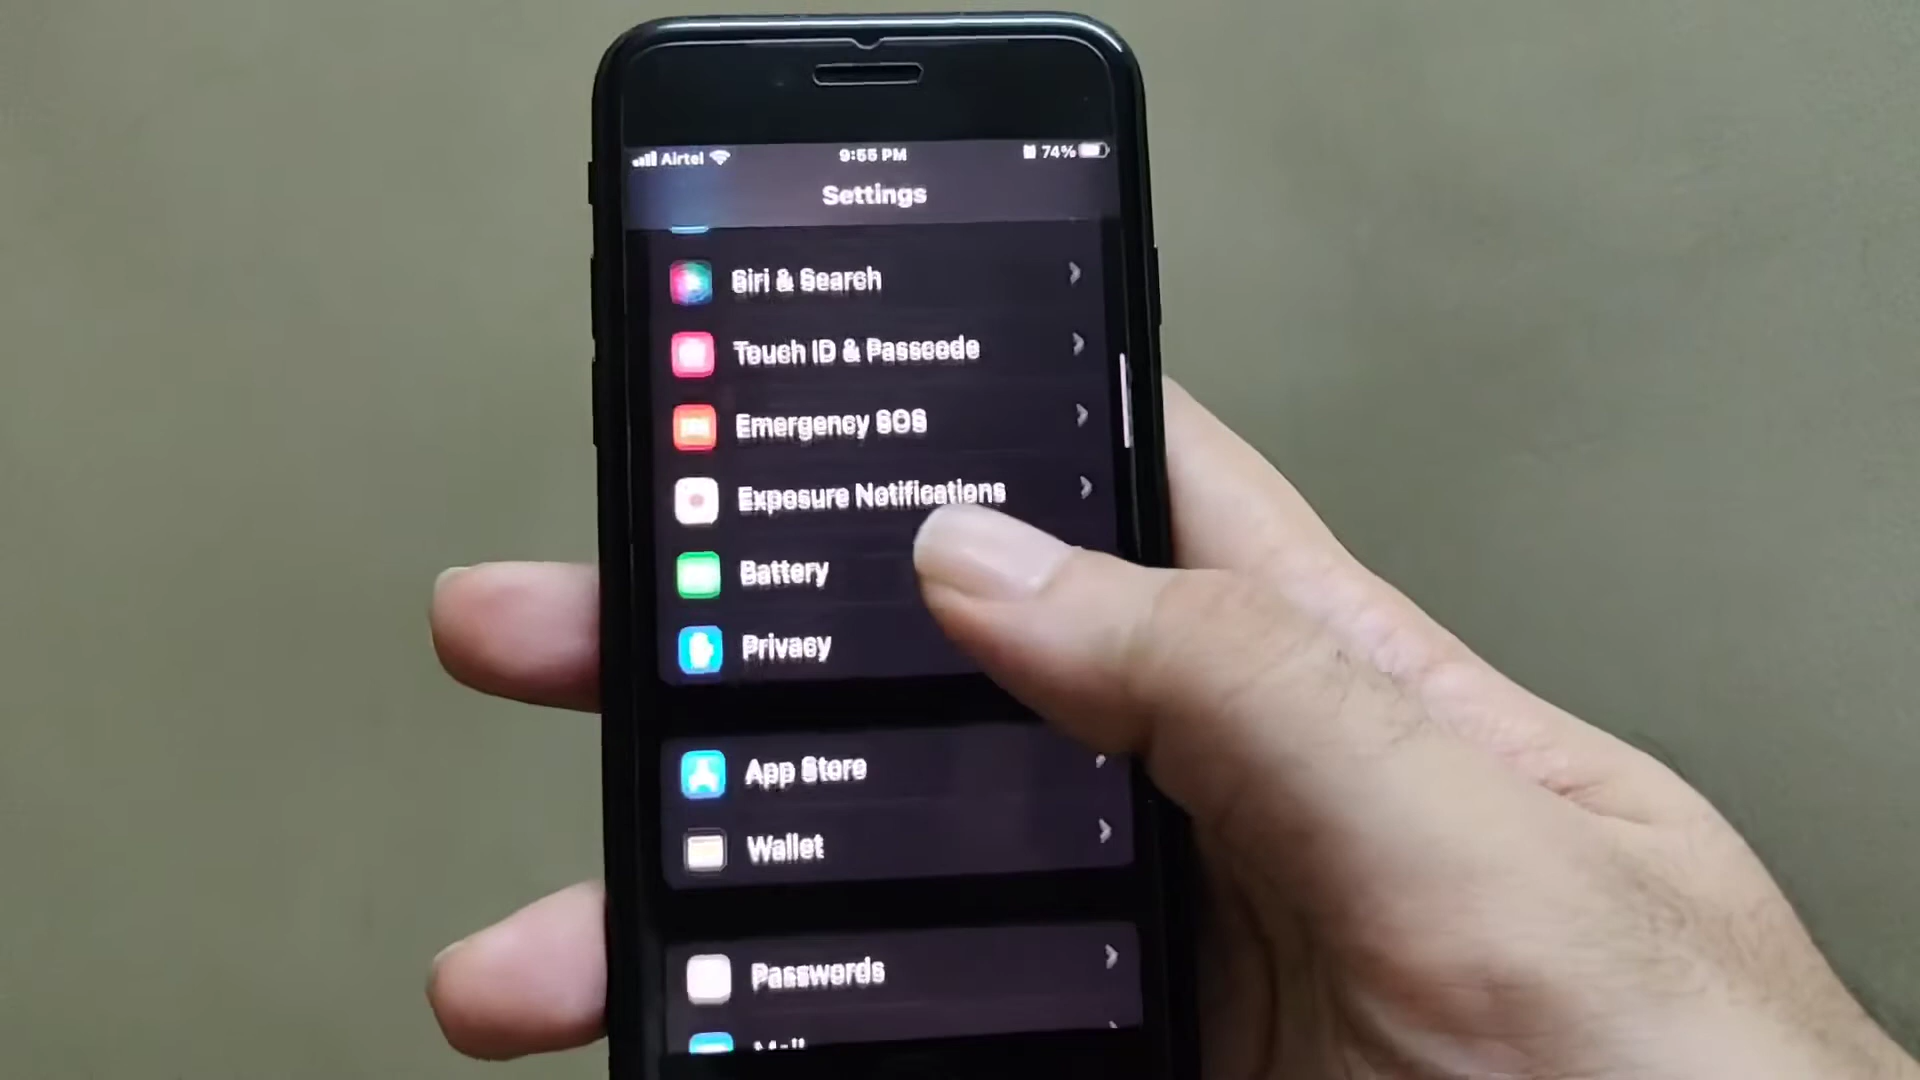 Airtel 9:55 PM 74%
Settings
Siri & Search
Touch ID & Passcode
Emergency SOS
Exposure Notifications
Battery
Privacy
App Store
Wallet
Passwords
Mail